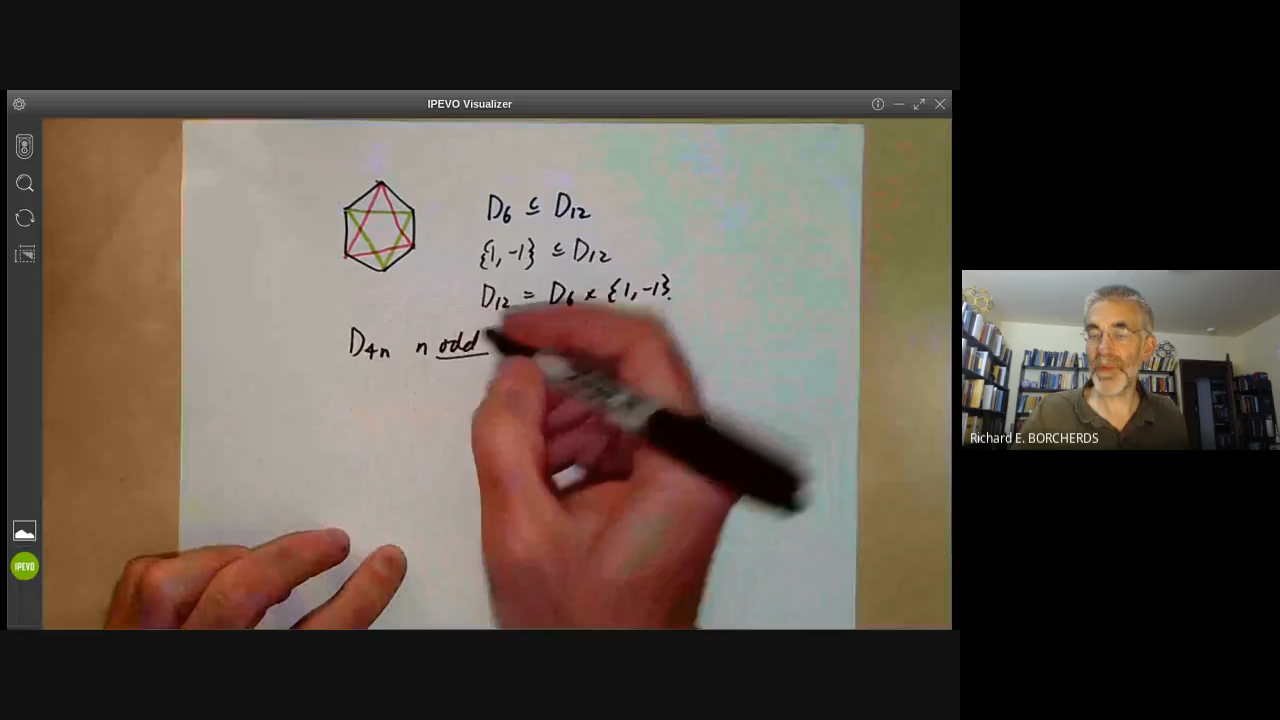 IPEVO Visualizer
D₆ ⊆ D₁₂
{1, -1} ⊆ D₁₂
D₁₂ = D₆ × {1, -1}.
D₄ₙ n odd
IPEVO
Richard E. BORCHERDS